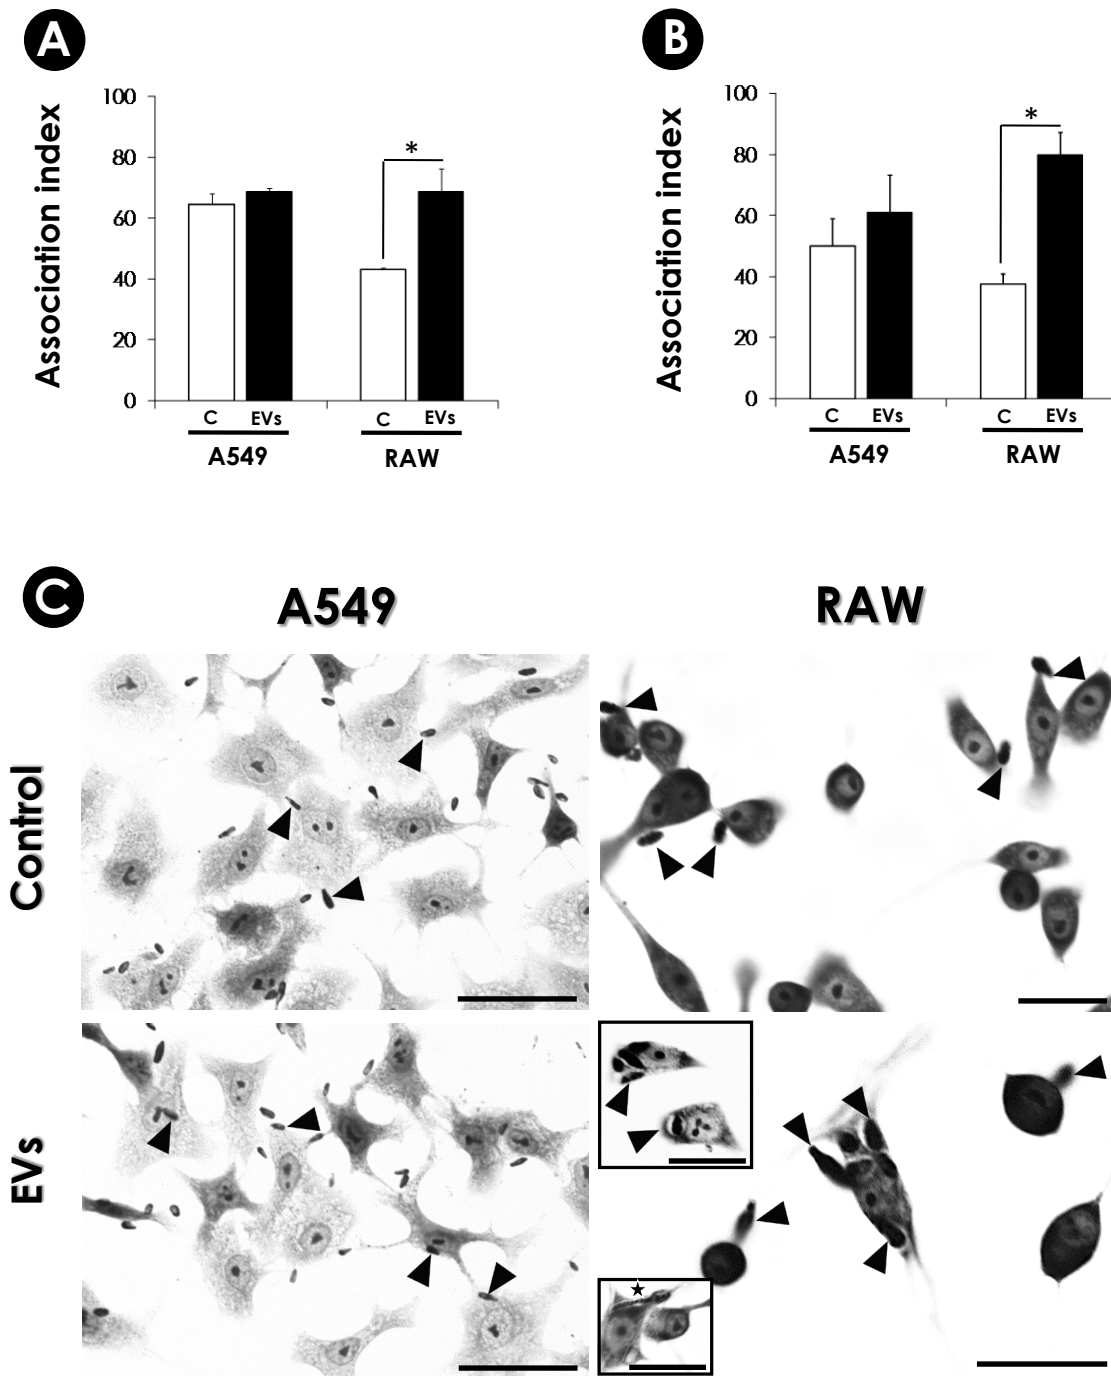 A
B
Association index
100
80
60
40
20
0
*
C EVs C EVs
A549 RAW
Association index
100
80
60
40
20
0
*
C EVs C EVs
A549 RAW
C
A549 RAW
Control
EVs